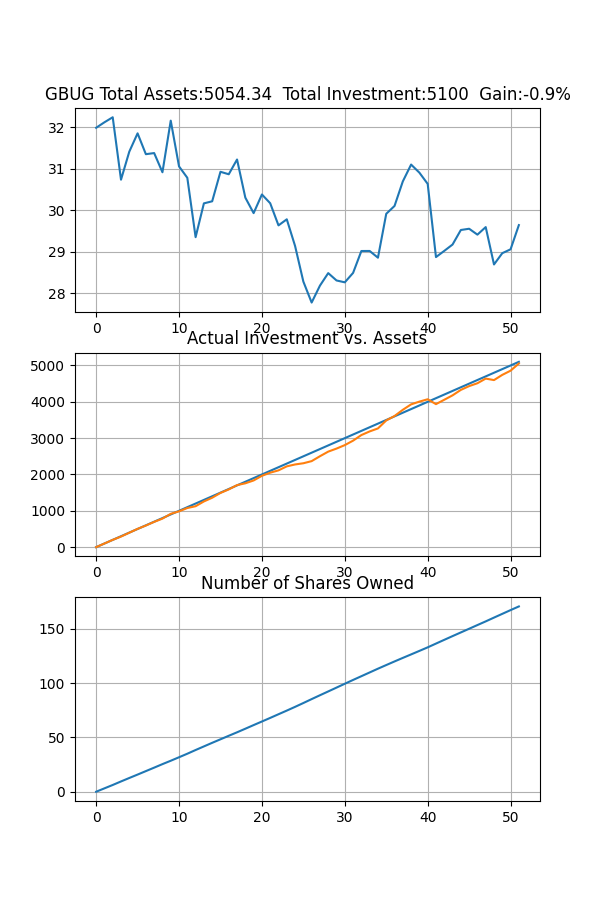 GBUG Total Assets:5054.34  Total Investment:5100  Gain:-0.9%
32
31
30
29
28
0 10 20 30 40 50
Actual Investment vs. Assets
5000
4000
3000
2000
1000
0
0 10 20 30 40 50
Number of Shares Owned
150
100
50
0
0 10 20 30 40 50